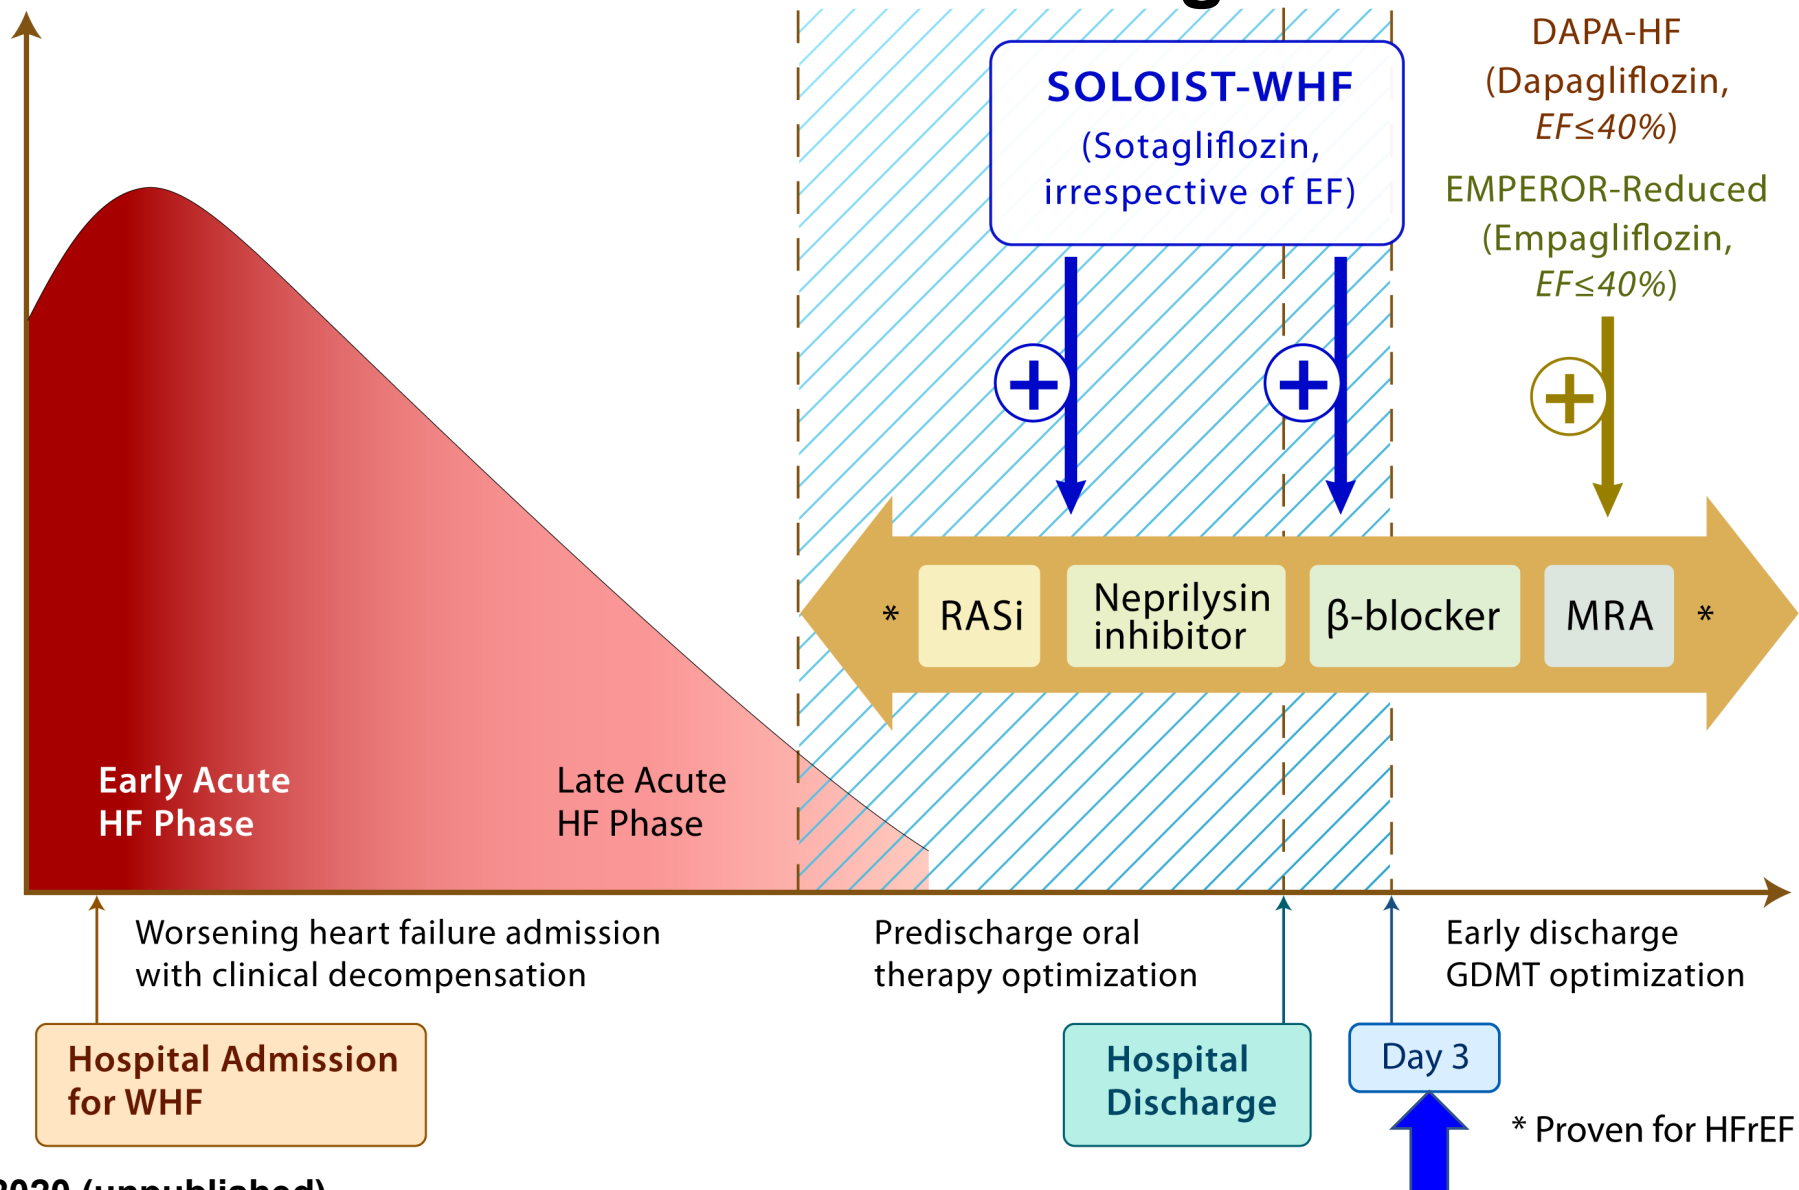 SOLOIST-WHF
(Sotagliflozin,
irrespective of EF)
DAPA-HF
(Dapagliflozin,
EF≤40%)
EMPEROR-Reduced
(Empagliflozin,
EF≤40%)
+
+
+
*
RASi
Neprilysin
inhibitor
β-blocker
MRA
*
Early Acute
HF Phase
Late Acute
HF Phase
Worsening heart failure admission
with clinical decompensation
Predischarge oral
therapy optimization
Early discharge
GDMT optimization
Hospital Admission
for WHF
Hospital
Discharge
Day 3
* Proven for HFrEF
2020 (unpublished)